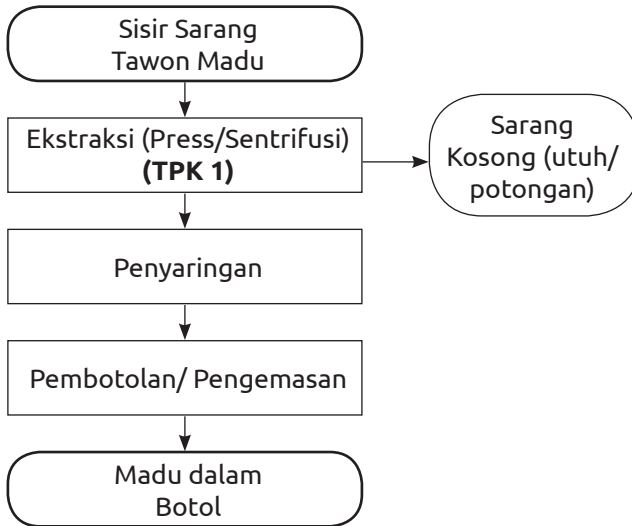 Sisir Sarang
Tawon Madu
Ekstraksi (Press/Sentrifusi)
(TPK 1)
Sarang
Kosong (utuh/
potongan)
Penyaringan
Pembotolan/ Pengemasan
Madu dalam
Botol